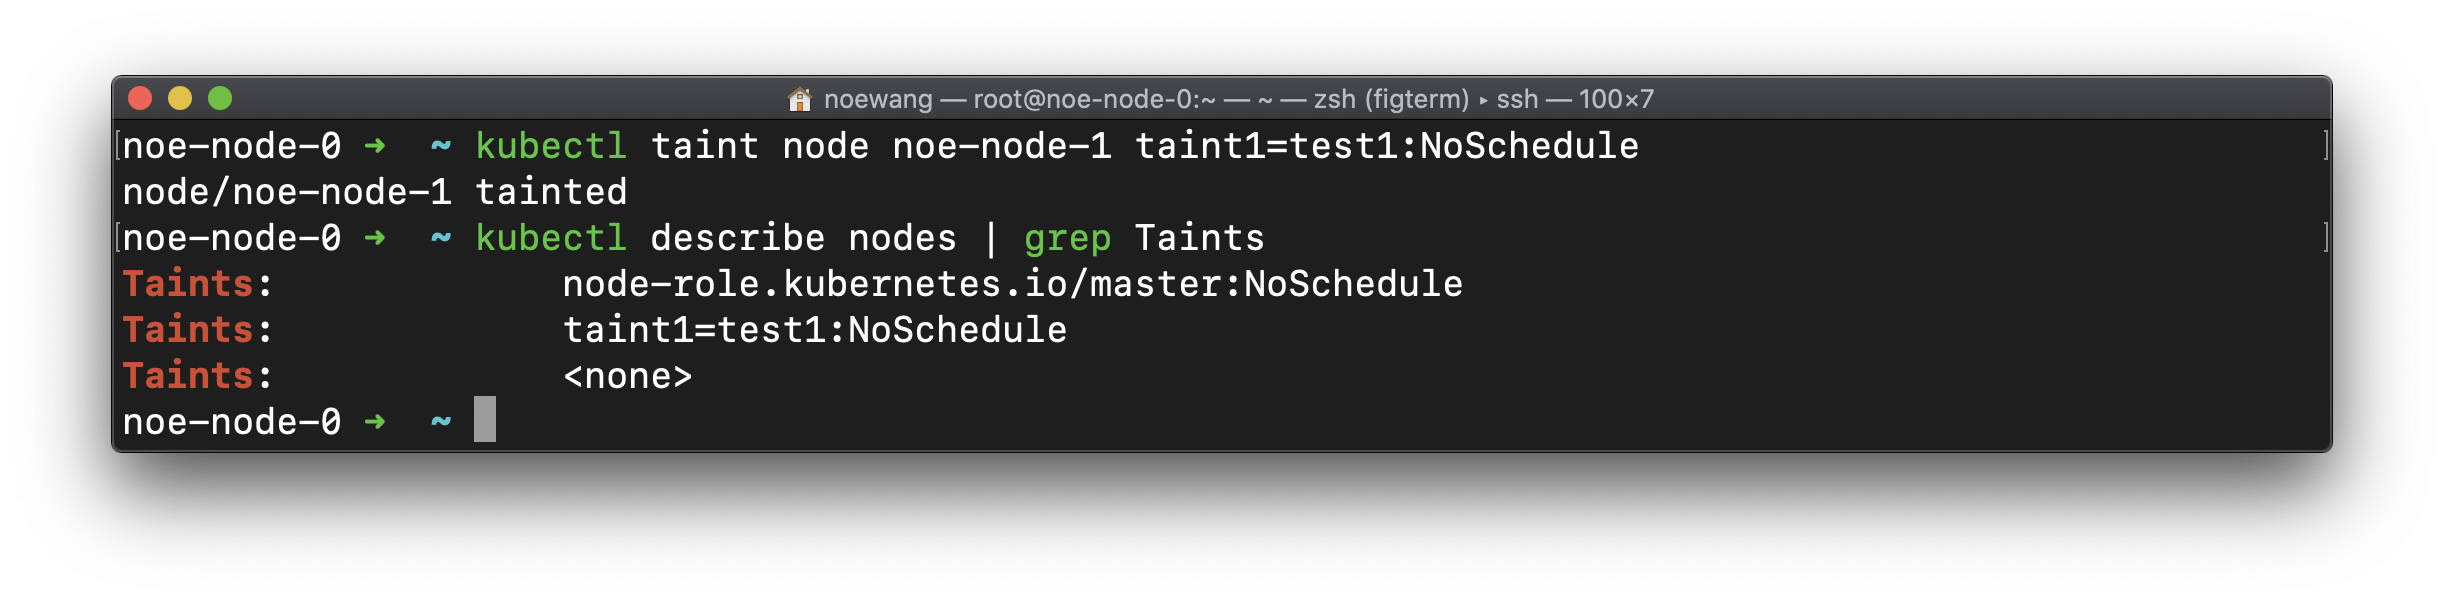 noewang — root@noe-node-0:~ — ~ — zsh (figterm) ▸ ssh — 100×7
[noe-node-0 ➜  ~ kubectl taint node noe-node-1 taint1=test1:NoSchedule ]
node/noe-node-1 tainted
[noe-node-0 ➜  ~ kubectl describe nodes | grep Taints ]
Taints:             node-role.kubernetes.io/master:NoSchedule
Taints:             taint1=test1:NoSchedule
Taints:             <none>
noe-node-0 ➜  ~